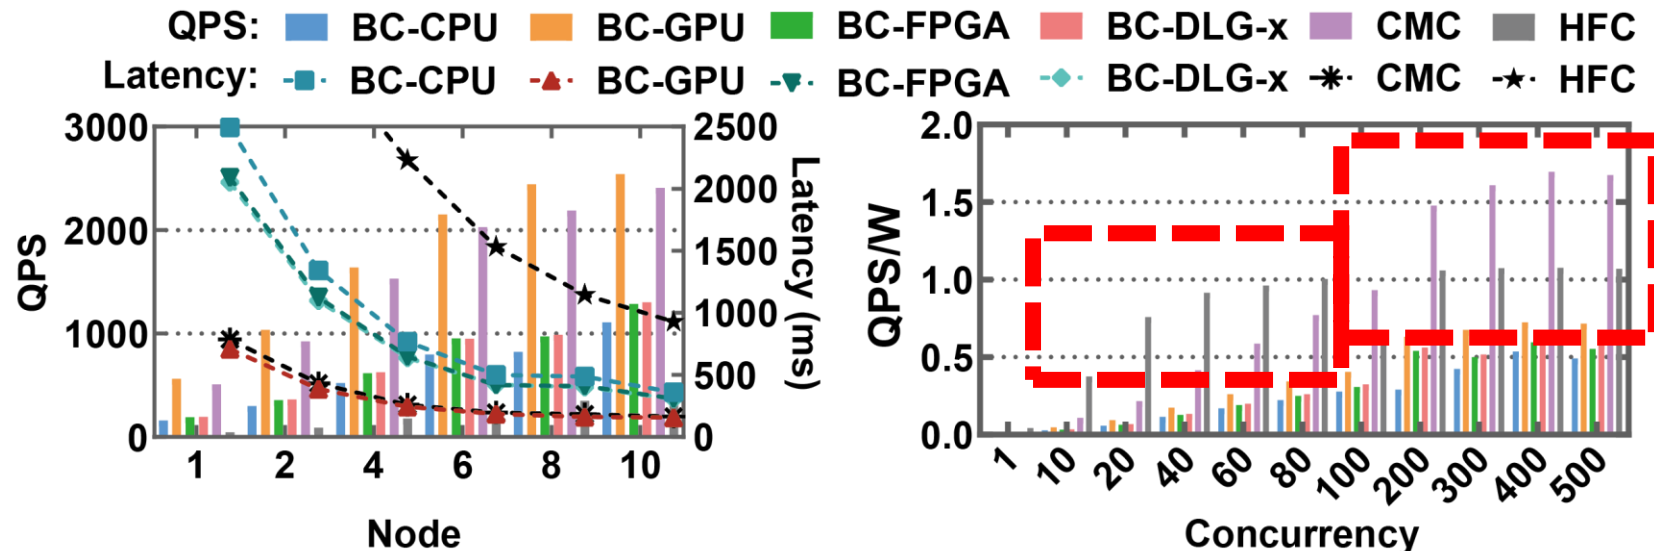 QPS: BC-CPU BC-GPU BC-FPGA BC-DLG-x CMC HFC
Latency: BC-CPU BC-GPU BC-FPGA BC-DLG-x CMC HFC
3000
2000
1000
0
QPS
2500
2000
1500
1000
500
0
Latency (ms)
1 2 4 6 8 10
Node
2.0
1.5
1.0
0.5
0.0
QPS/W
1 10 20 40 60 80 100 200 300 400 500
Concurrency